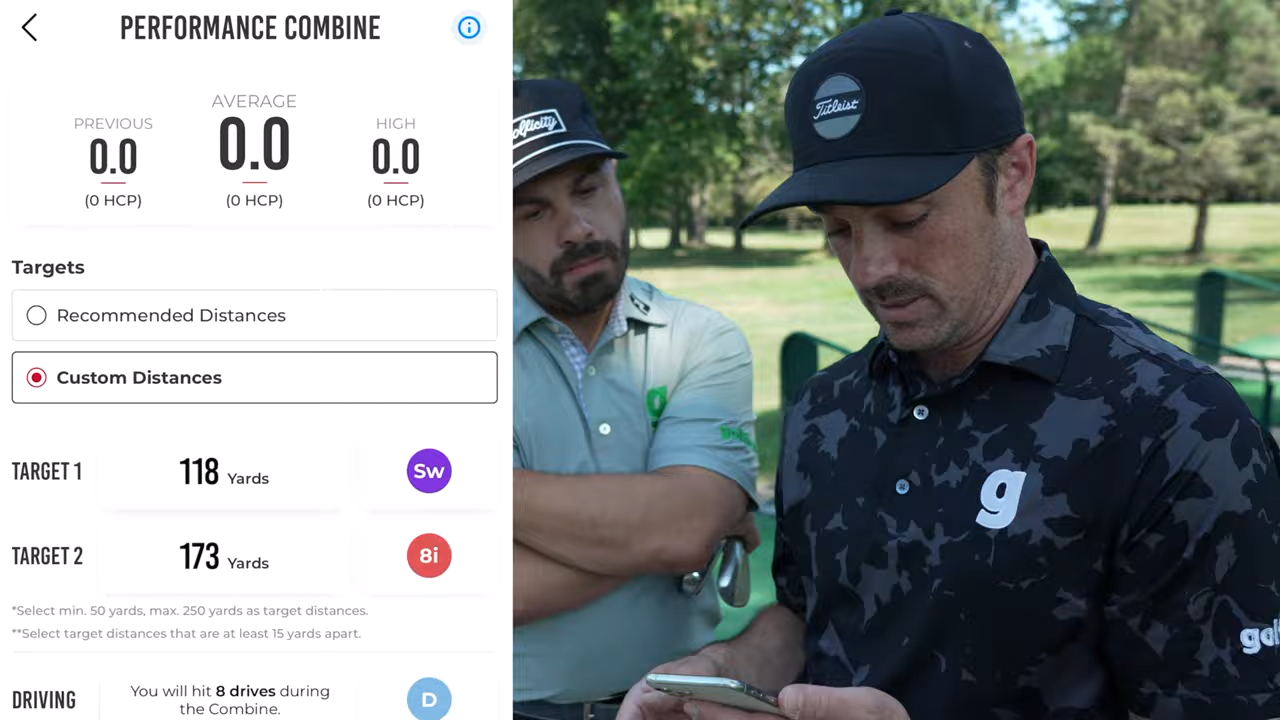 PERFORMANCE COMBINE
AVERAGE
PREVIOUS
HIGH
0.0
0.0
0.0
(0 HCP)
(0 HCP)
(0 HCP)
Targets
Recommended Distances
Custom Distances
TARGET 1
118 Yards
Sw
TARGET 2
173 Yards
8i
*Select min. 50 yards, max. 250 yards as target distances.
**Select target distances that are at least 15 yards apart.
DRIVING
You will hit 8 drives during
the Combine.
D
Titleist
olficity
g
g
gol